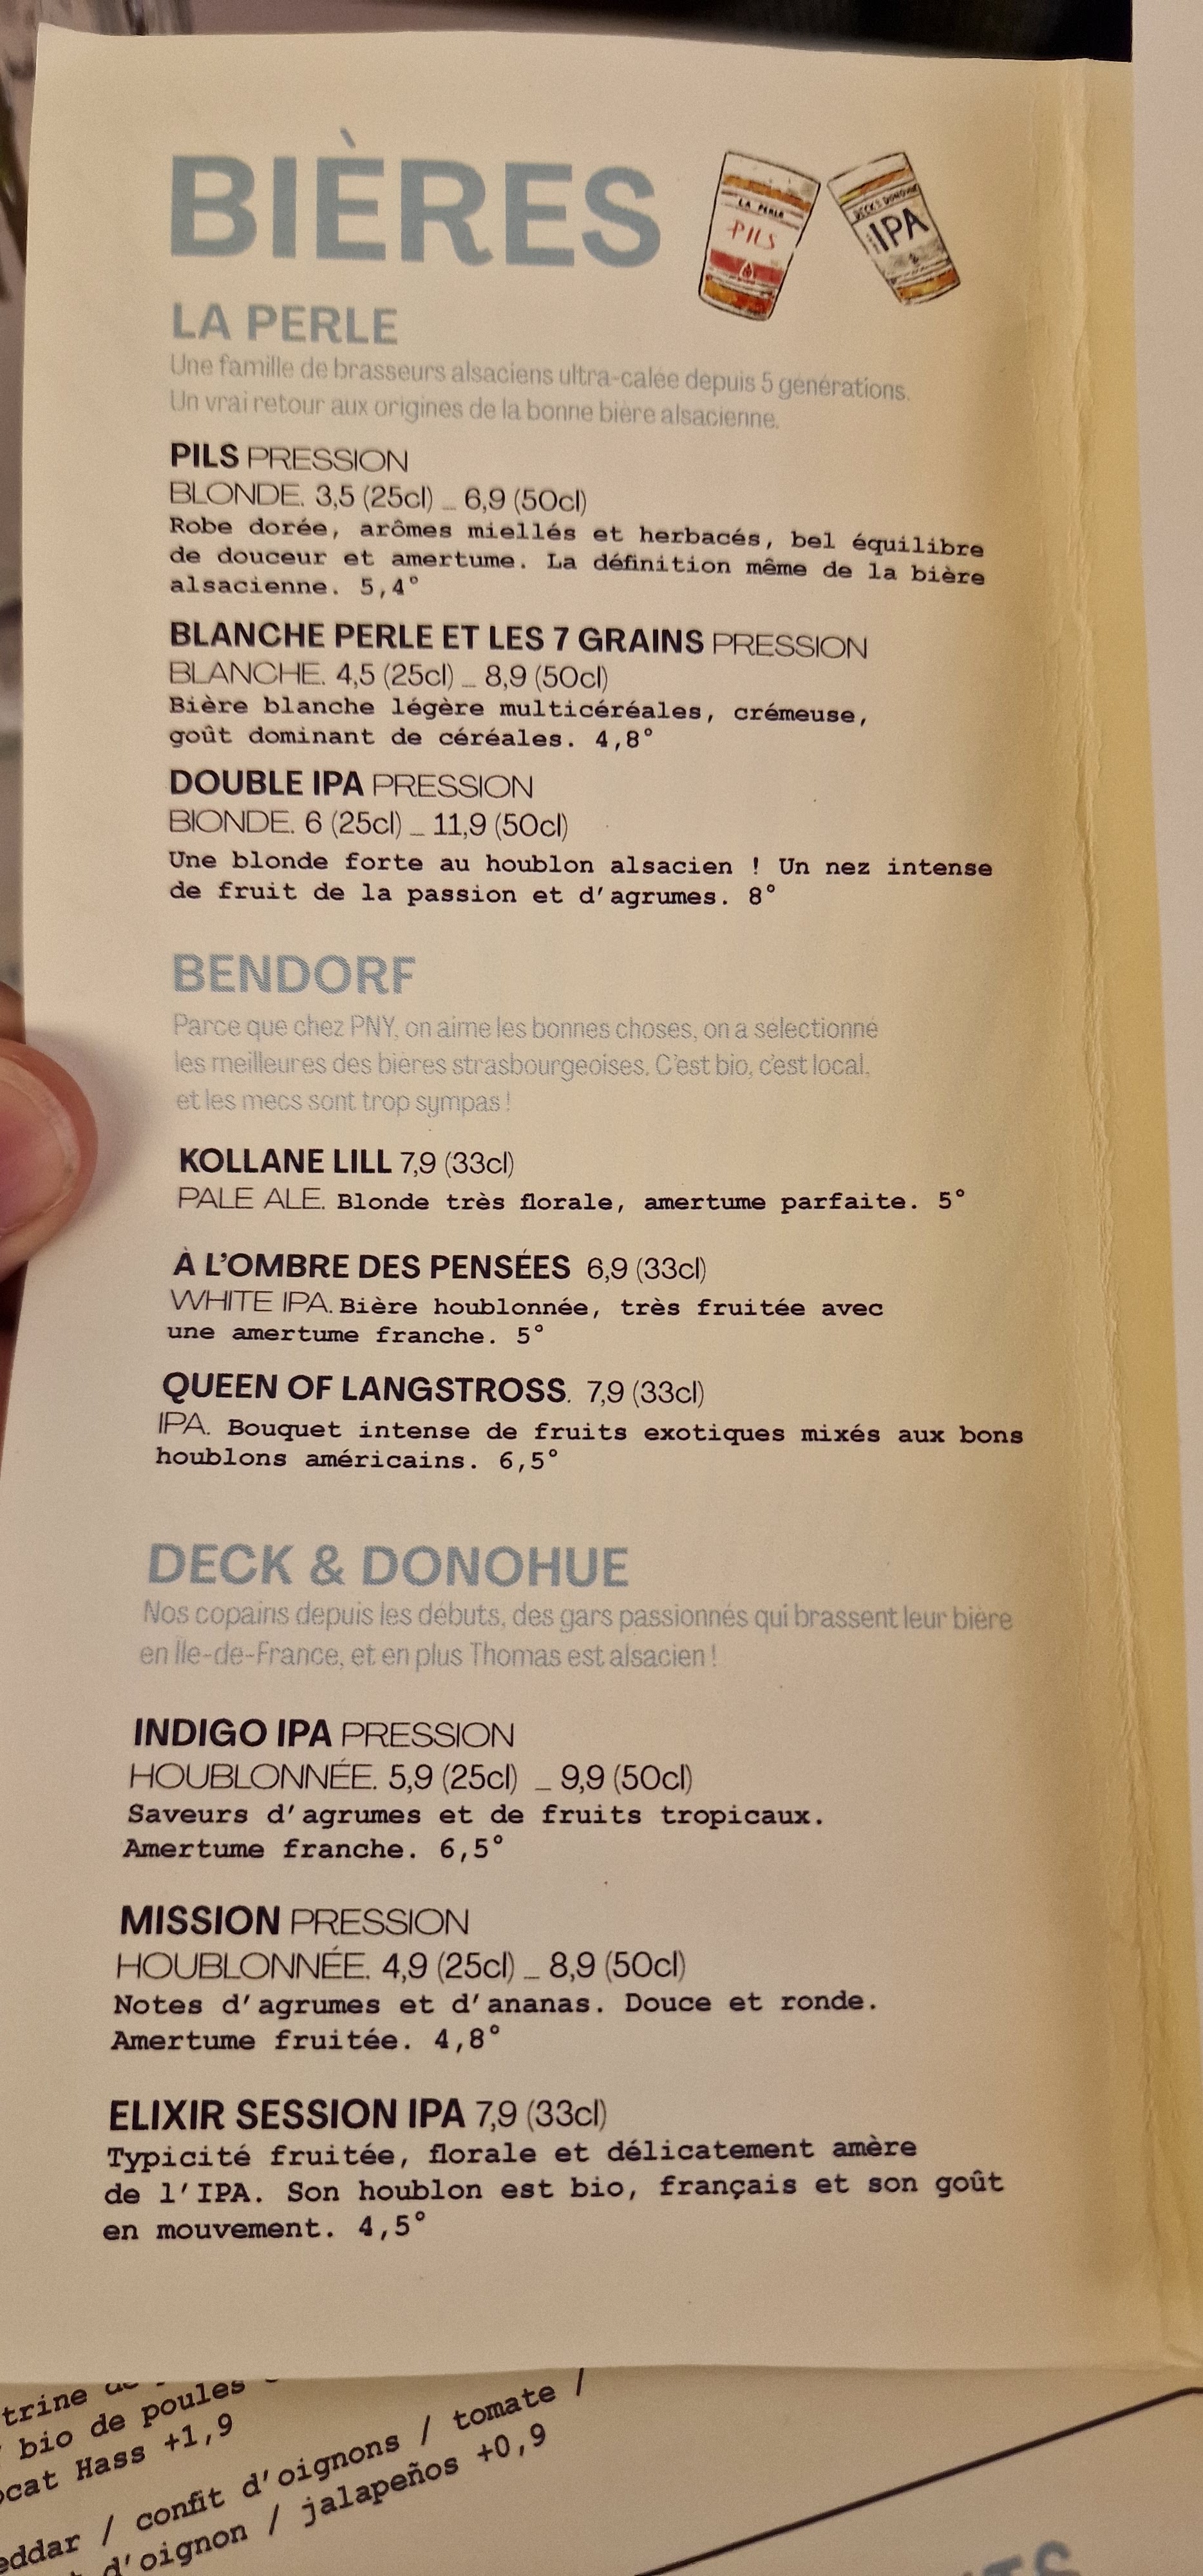 BIÈRES
LA PERLE
PILS
DECK & DONOHUE
IPA
LA PERLE
Une famille de brasseurs alsaciens ultra-calée depuis 5 générations.
Un vrai retour aux origines de la bonne bière alsacienne.
PILS PRESSION
BLONDE. 3,5 (25cl) _ 6,9 (50cl)
Robe dorée, arômes miellés et herbacés, bel équilibre
de douceur et amertume. La définition même de la bière
alsacienne. 5,4°
BLANCHE PERLE ET LES 7 GRAINS PRESSION
BLANCHE. 4,5 (25cl) _ 8,9 (50cl)
Bière blanche légère multicéréales, crémeuse,
goût dominant de céréales. 4,8°
DOUBLE IPA PRESSION
BIONDE. 6 (25cl) _ 11,9 (50cl)
Une blonde forte au houblon alsacien ! Un nez intense
de fruit de la passion et d'agrumes. 8°
BENDORF
Parce que chez PNY, on aime les bonnes choses, on a selectionné
les meilleures des bières strasbourgeoises. C'est bio, c'est local,
et les mecs sont trop sympas !
KOLLANE LILL 7,9 (33cl)
PALE ALE. Blonde très florale, amertume parfaite. 5°
À L'OMBRE DES PENSÉES 6,9 (33cl)
WHITE IPA. Bière houblonnée, très fruitée avec
une amertume franche. 5°
QUEEN OF LANGSTROSS. 7,9 (33cl)
IPA. Bouquet intense de fruits exotiques mixés aux bons
houblons américains. 6,5°
DECK & DONOHUE
Nos copains depuis les débuts, des gars passionnés qui brassent leur bière
en Île-de-France, et en plus Thomas est alsacien !
INDIGO IPA PRESSION
HOUBLONNÉE. 5,9 (25cl) _ 9,9 (50cl)
Saveurs d'agrumes et de fruits tropicaux.
Amertume franche. 6,5°
MISSION PRESSION
HOUBLONNÉE. 4,9 (25cl) _ 8,9 (50cl)
Notes d'agrumes et d'ananas. Douce et ronde.
Amertume fruitée. 4,8°
ELIXIR SESSION IPA 7,9 (33cl)
Typicité fruitée, florale et délicatement amère
de l'IPA. Son houblon est bio, français et son goût
en mouvement. 4,5°
trine
bio de poules
ocat Hass +1,9
eddar / confit d'oignons / tomate /
d'oignon / jalapeños +0,9